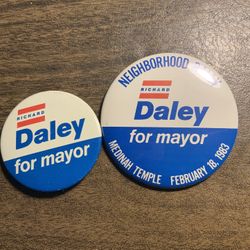 RICHARD
Daley
for mayor
NEIGHBORHOOD
RICHARD
Daley
for mayor
MEDINAH TEMPLE FEBRUARY 18, 1983